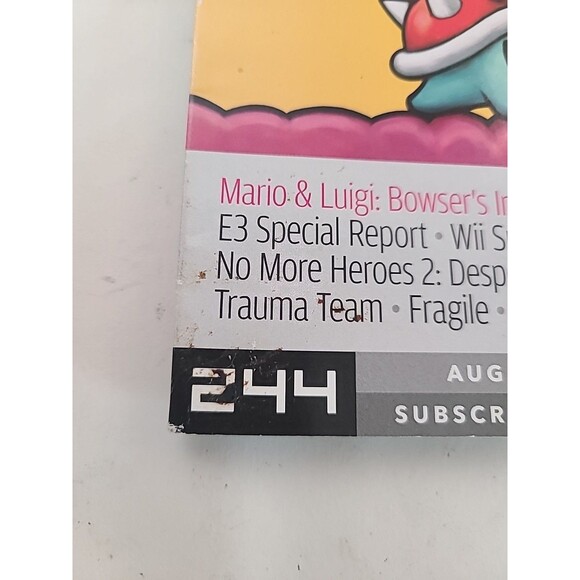 Mario & Luigi: Bowser's In
E3 Special Report • Wii S
No More Heroes 2: Desp
Trauma Team • Fragile •
244
AUG
SUBSCR